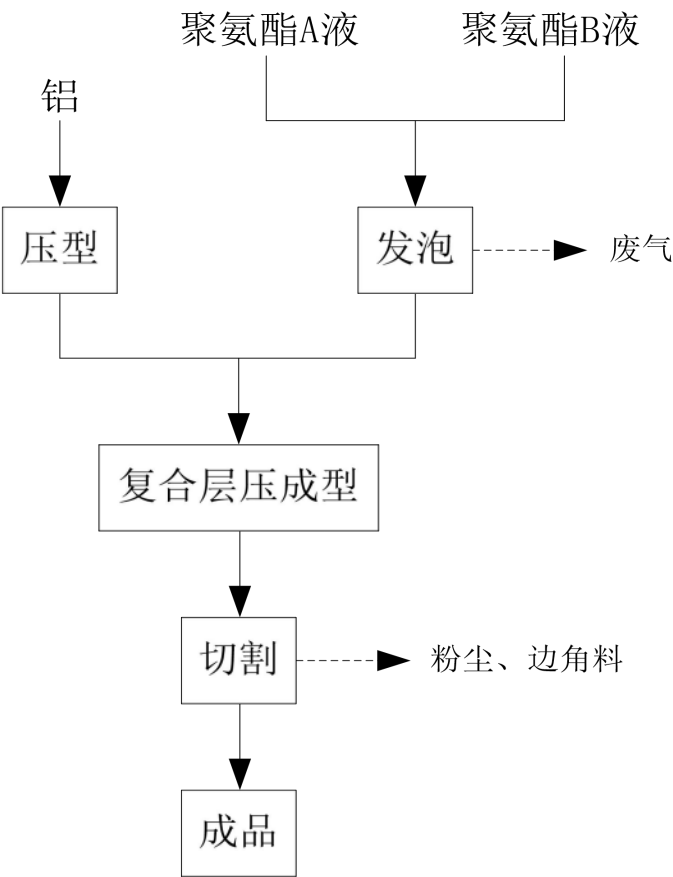 聚氨酯A液
聚氨酯B液
铝
压型
发泡
废气
复合层压成型
切割
粉尘、边角料
成品